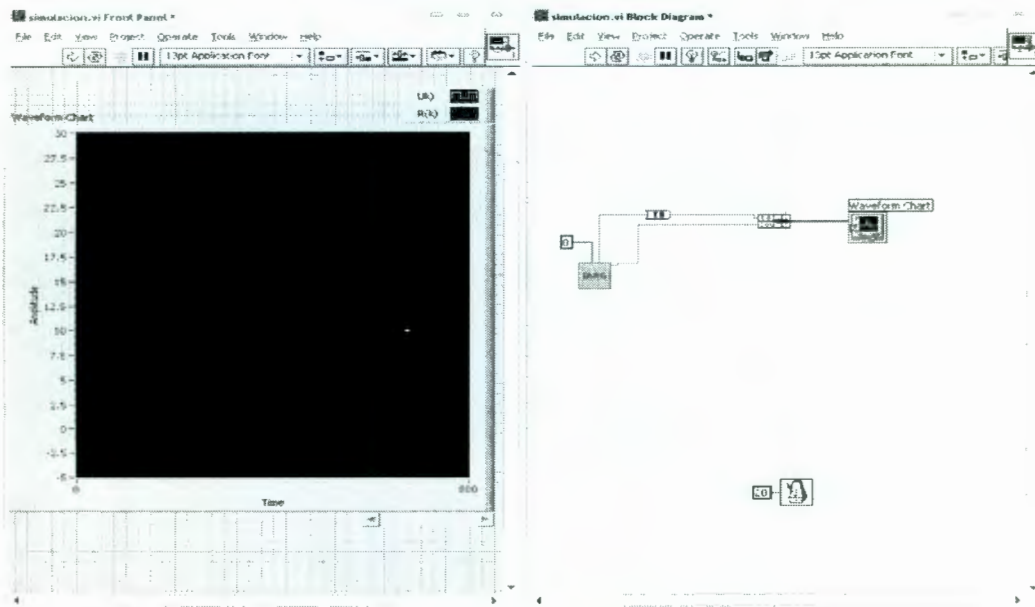 simulacion.vi Front Panel *
File Edit View Project Operate Tools Window Help
13pt Application Font
U(k)
R(k)
Waveform Chart
30
27.5
25
22.5
20
17.5
15
12.5
10
7.5
5
2.5
0
-2.5
-5
Amplitude
0
Time
simulacion.vi Block Diagram *
File Edit View Project Operate Tools Window Help
13pt Application Font
Waveform Chart
0